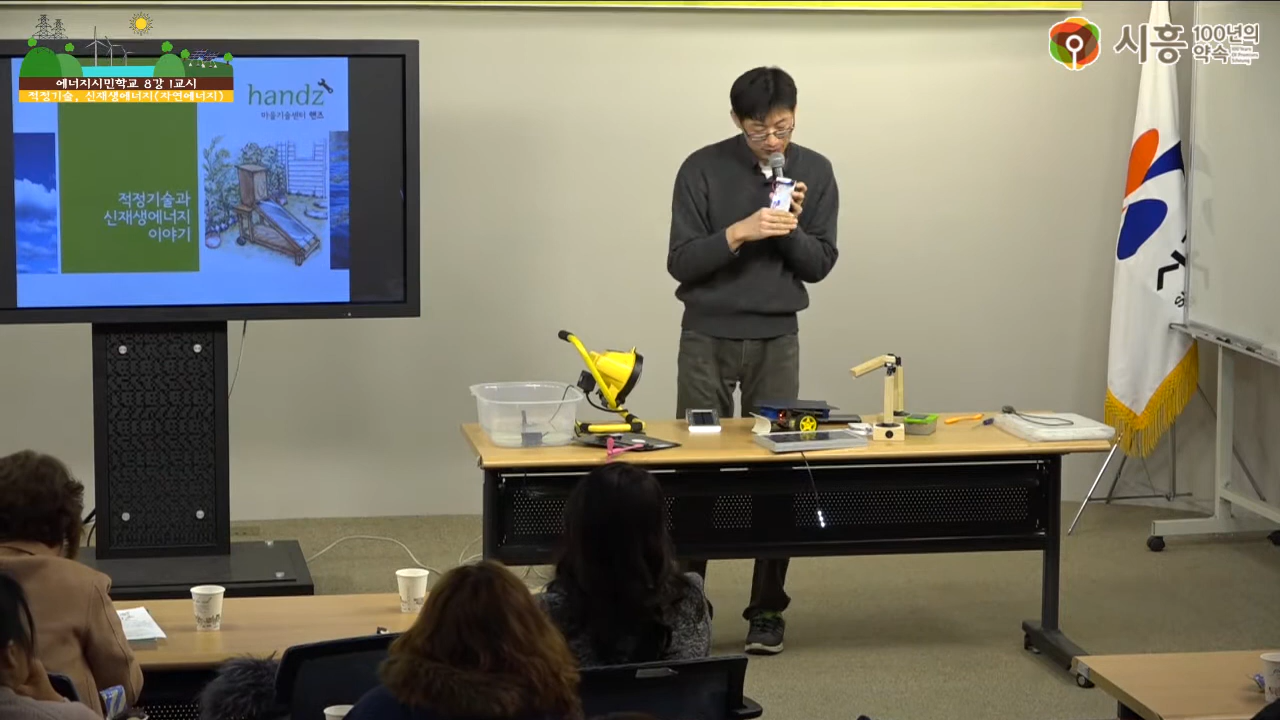 에너지시민학교 8강 1교시
적정기술, 신재생에너지(자연에너지)
handz
마을기술센터 핸즈
적정기술과
신재생에너지
이야기
시흥
100년의
약속